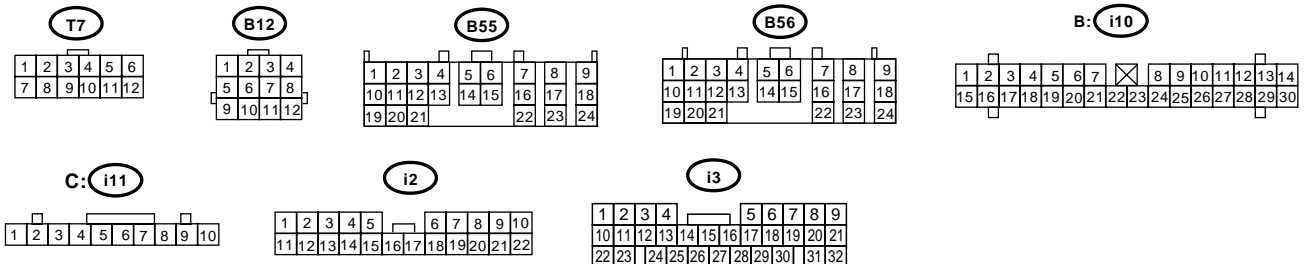 T7 B12 B55 B56 B: i10
1 2 3 4 5 6
7 8 9 10 11 12
1 2 3 4
5 6 7 8
9 10 11 12
1 2 3 4 5 6 7 8 9
10 11 12 13 14 15 16 17 18
19 20 21 22 23 24
1 2 3 4 5 6 7 8 9
10 11 12 13 14 15 16 17 18
19 20 21 22 23 24
1 2 3 4 5 6 7 8 9 10 11 12 13 14
15 16 17 18 19 20 21 22 23 24 25 26 27 28 29 30
C: i11 i2 i3
1 2 3 4 5 6 7 8 9 10
1 2 3 4 5 6 7 8 9 10
11 12 13 14 15 16 17 18 19 20 21 22
1 2 3 4 5 6 7 8 9
10 11 12 13 14 15 16 17 18 19 20 21
22 23 24 25 26 27 28 29 30 31 32